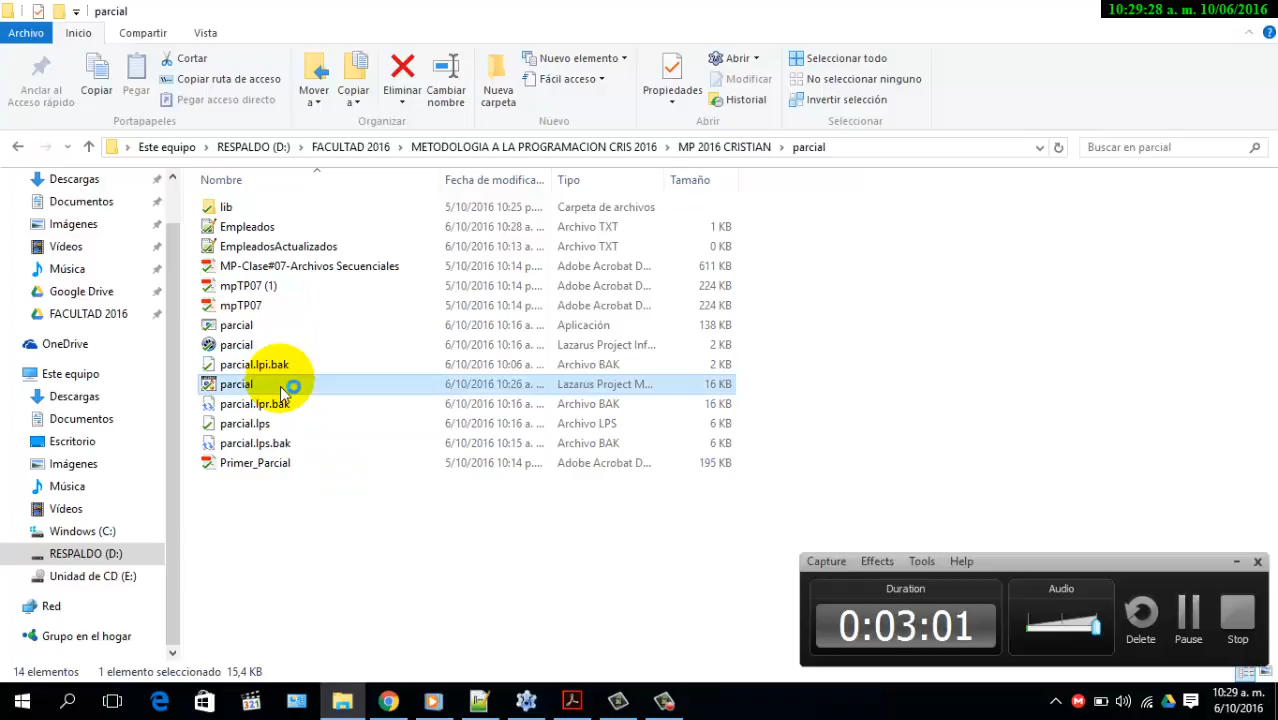 parcial
10:29:28 a. m. 10/06/2016
Archivo Inicio Compartir Vista
Anclar al Acceso rápido
Copiar
Pegar
Cortar
Copiar ruta de acceso
Pegar acceso directo
Portapapeles
Mover a
Copiar a
Eliminar
Cambiar nombre
Organizar
Nueva carpeta
Nuevo elemento
Fácil acceso
Nuevo
Propiedades
Abrir
Modificar
Historial
Abrir
Seleccionar todo
No seleccionar ninguno
Invertir selección
Seleccionar
Este equipo RESPALDO (D:) FACULTAD 2016 METODOLOGIA A LA PROGRAMACION CRIS 2016 MP 2016 CRISTIAN parcial
Buscar en parcial
Descargas
Documentos
Imágenes
Vídeos
Música
Google Drive
FACULTAD 2016
OneDrive
Este equipo
Descargas
Documentos
Escritorio
Imágenes
Música
Vídeos
Windows (C:)
RESPALDO (D:)
Unidad de CD (E:)
Red
Grupo en el hogar
Nombre Fecha de modifica... Tipo Tamaño
lib 5/10/2016 10:25 p.... Carpeta de archivos
Empleados 6/10/2016 10:28 a. ... Archivo TXT 1 KB
EmpleadosActualizados 6/10/2016 10:13 a. ... Archivo TXT 0 KB
MP-Clase#07-Archivos Secuenciales 5/10/2016 10:14 p.... Adobe Acrobat D... 611 KB
mpTP07 (1) 5/10/2016 10:14 p.... Adobe Acrobat D... 224 KB
mpTP07 5/10/2016 10:14 p.... Adobe Acrobat D... 224 KB
parcial 6/10/2016 10:16 a. ... Aplicación 138 KB
parcial 6/10/2016 10:16 a. ... Lazarus Project Inf... 2 KB
parcial.lpi.bak 6/10/2016 10:06 a. ... Archivo BAK 2 KB
parcial 6/10/2016 10:26 a. ... Lazarus Project M... 16 KB
parcial.lpr.bak 6/10/2016 10:16 a. ... Archivo BAK 16 KB
parcial.lps 6/10/2016 10:16 a. ... Archivo LPS 6 KB
parcial.lps.bak 6/10/2016 10:15 a. ... Archivo BAK 6 KB
Primer_Parcial 5/10/2016 10:14 p.... Adobe Acrobat D... 195 KB
Capture Effects Tools Help
Duration
0:03:01
Audio
Delete Pause Stop
14 elementos 1 elemento seleccionado 15,4 KB
10:29 a. m.
6/10/2016